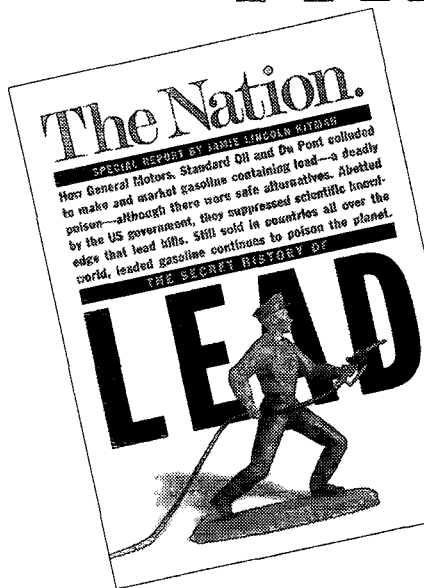 The Nation.
SPECIAL REPORT BY JAMIE LINCOLN KITMAN
How General Motors, Standard Oil and Du Pont colluded
to make and market gasoline containing lead—a deadly
poison—although there were safe alternatives. Abetted
by the US government, they suppressed scientific knowl-
edge that lead kills. Still sold in countries all over the
world, leaded gasoline continues to poison the planet.
THE SECRET HISTORY OF
LEAD